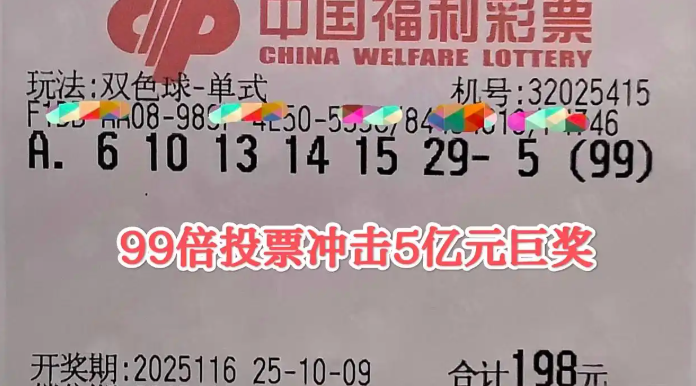 中国福利彩票
CHINA WELFARE LOTTERY
玩法:双色球-单式 机号:32025415
A. 6 10 13 14 15 29- 5 (99)
99倍投票冲击5亿元巨奖
开奖期:2025116 25-10-09 合计198元